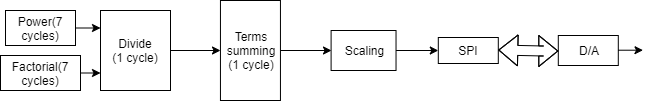 Power(7
cycles)
Factorial(7
cycles)
Divide
(1 cycle)
Terms
summing
(1 cycle)
Scaling
SPI
D/A